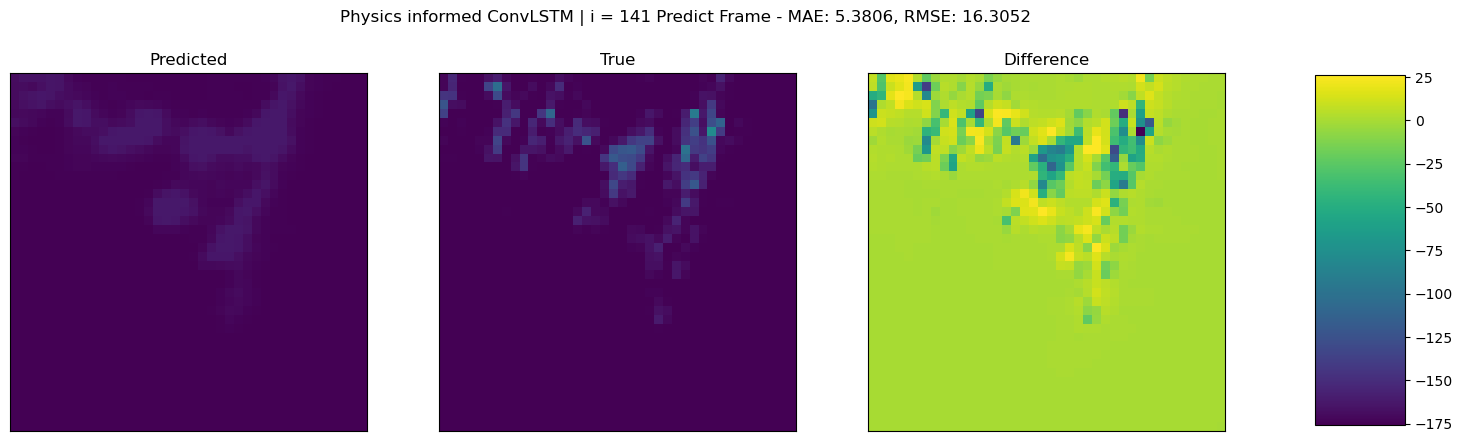 Physics informed ConvLSTM | i = 141 Predict Frame - MAE: 5.3806, RMSE: 16.3052
Predicted
True
Difference
25
0
−25
−50
−75
−100
−125
−150
−175